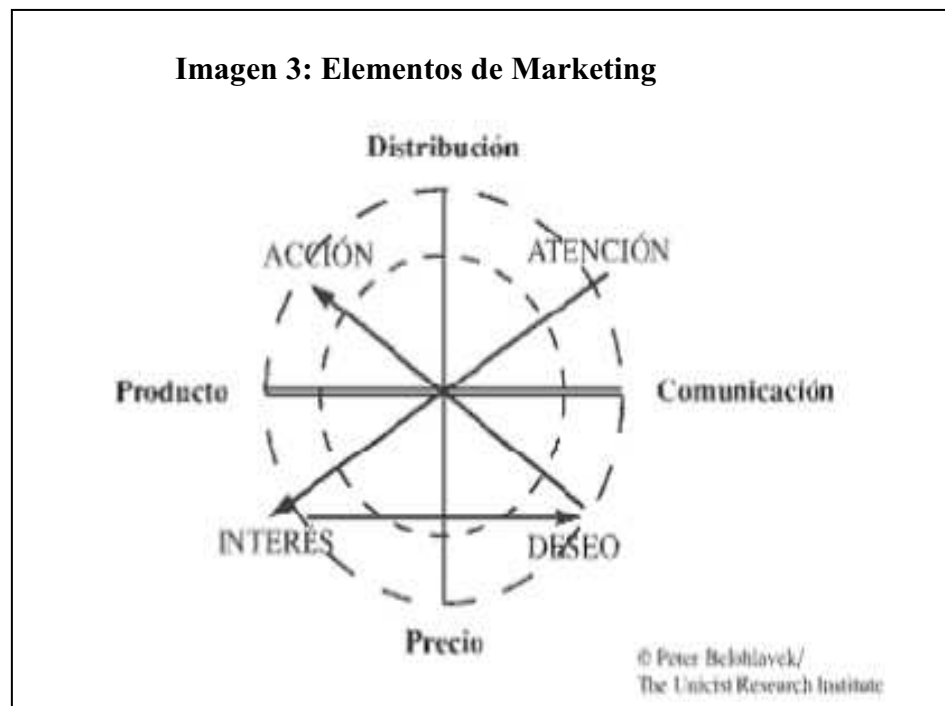 Imagen 3: Elementos de Marketing
Distribución
ACCIÓN
ATENCIÓN
Producto
Comunicación
INTERÉS
DESEO
Precio
© Peter Belohlavek/
The Unicist Research Institute